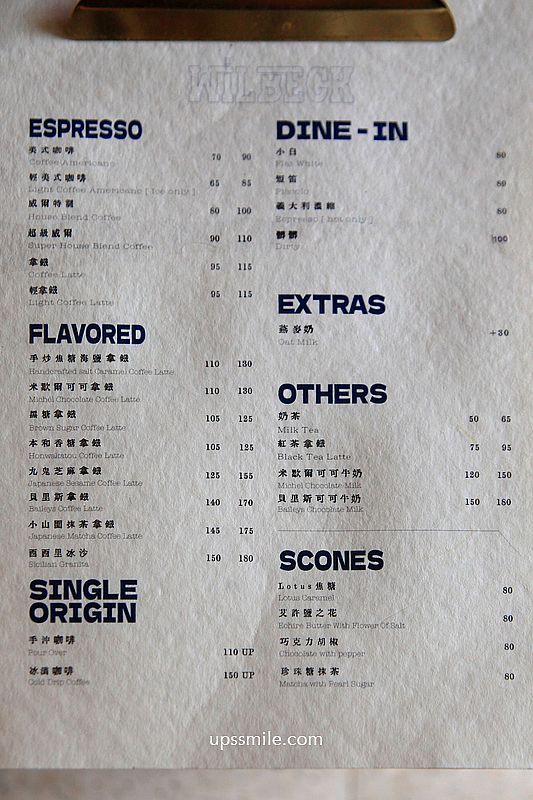 WILBECK
ESPRESSO
美式咖啡 70 90
Coffee Americano
輕美式咖啡 65 85
Light Coffee Americano [ Ice only ]
威爾特調 80 100
House Blend Coffee
超級威爾 90 110
Super House Blend Coffee
拿鐵 95 115
Coffee Latte
輕拿鐵 95 115
Light Coffee Latte
FLAVORED
手炒焦糖海鹽拿鐵 110 130
Handcrafted salt Caramel Coffee Latte
米歇爾可可拿鐵 110 130
Michel Chocolate Coffee Latte
黑糖拿鐵 105 125
Brown Sugar Coffee Latte
本和香糖拿鐵 105 125
Honwakatou Coffee Latte
九鬼芝麻拿鐵 125 155
Japanese Sesame Coffee Latte
貝里斯拿鐵 140 170
Baileys Coffee Latte
小山園抹茶拿鐵 145 175
Japanese Matcha Coffee Latte
西西里冰沙 150 180
Sicilian Granita
SINGLE
ORIGIN
手沖咖啡
Pour Over 110 UP
冰滴咖啡
Cold Drip Coffee 150 UP
DINE-IN
小白 80
Flat White
短笛 80
Piccolo
義大利濃縮 80
Espresso [ hot only ]
髒髒 100
Dirty
EXTRAS
燕麥奶 +30
Oat Milk
OTHERS
奶茶 50 65
Milk Tea
紅茶拿鐵 75 95
Black Tea Latte
米歇爾可可牛奶 120 150
Michel Chocolate Milk
貝里斯可可牛奶 150 180
Baileys Chocolate Milk
SCONES
Lotus焦糖 80
Lotus Caramel
艾許鹽之花 80
Echire Butter With Flower Of Salt
巧克力胡椒 80
Chocolate with pepper
珍珠糖抹茶 80
Matcha with Pearl Sugar
upssmile.com